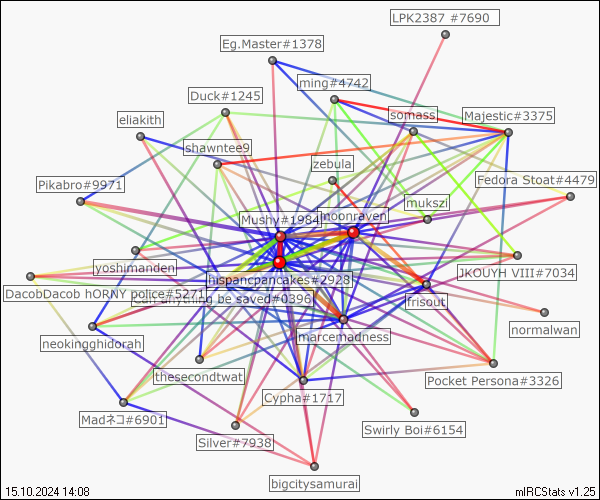 LPK2387 #7690
Eg.Master#1378
ming#4742
Duck#1245
somass
Majestic#3375
eliakith
shawntee9
zebula
Pikabro#9971
Fedora Stoat#4479
mukszi
Mushy#1984
moonraven
yoshimanden
JKOUYH VIII#7034
hispancpancakes#2928
DacobDacob hORNY police#5271
can anything be saved#0396
frisout
normalwan
neokingghidorah
marcemadness
thesecondtwat
Pocket Persona#3326
Cypha#1717
Madネコ#6901
Swirly Boi#6154
Silver#7938
bigcitysamurai
15.10.2024 14:08
mIRCStats v1.25